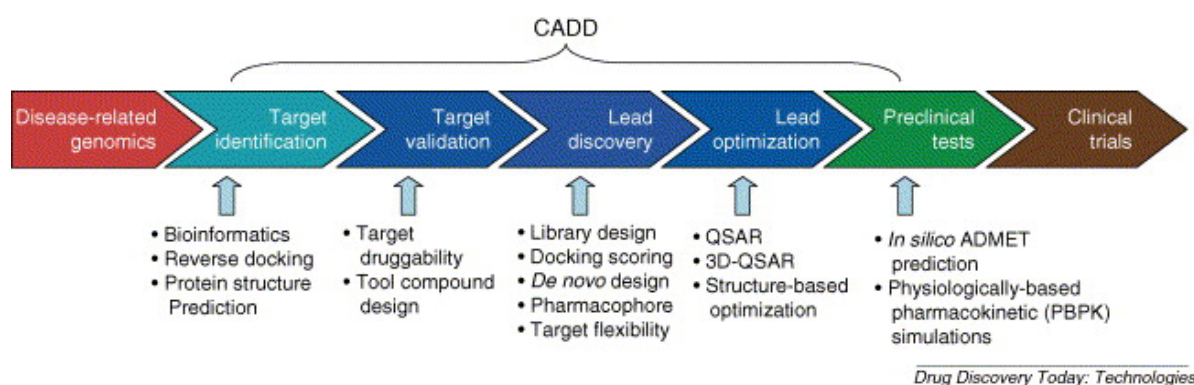 CADD
Disease-related
genomics
Target
identification
Target
validation
Lead
discovery
Lead
optimization
Preclinical
tests
Clinical
trials
• Bioinformatics
• Reverse docking
• Protein structure
Prediction
• Target
druggability
• Tool compound
design
• Library design
• Docking scoring
• De novo design
• Pharmacophore
• Target flexibility
• QSAR
• 3D-QSAR
• Structure-based
optimization
• In silico ADMET
prediction
• Physiologically-based
pharmacokinetic (PBPK)
simulations
Drug Discovery Today: Technologies